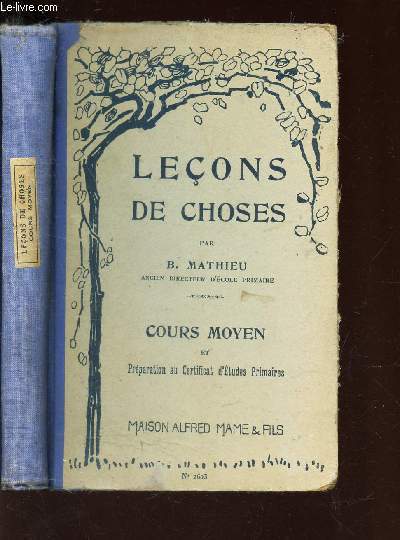 Le-livre.fr
LEÇONS
DE CHOSES
PAR
B. MATHIEU
ANCIEN DIRECTEUR D'ÉCOLE PRIMAIRE
COURS MOYEN
ET
Préparation au Certificat d'Études Primaires
MAISON ALFRED MAME & FILS
LEÇONS DE CHOSES
COURS MOYEN